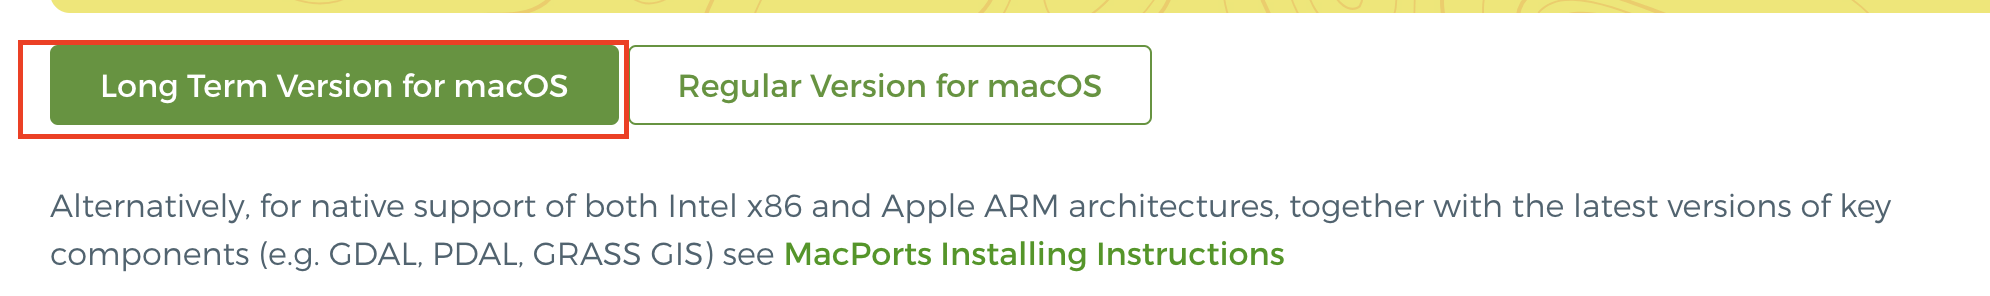 Long Term Version for macOS
Regular Version for macOS
Alternatively, for native support of both Intel x86 and Apple ARM architectures, together with the latest versions of key
components (e.g. GDAL, PDAL, GRASS GIS) see MacPorts Installing Instructions